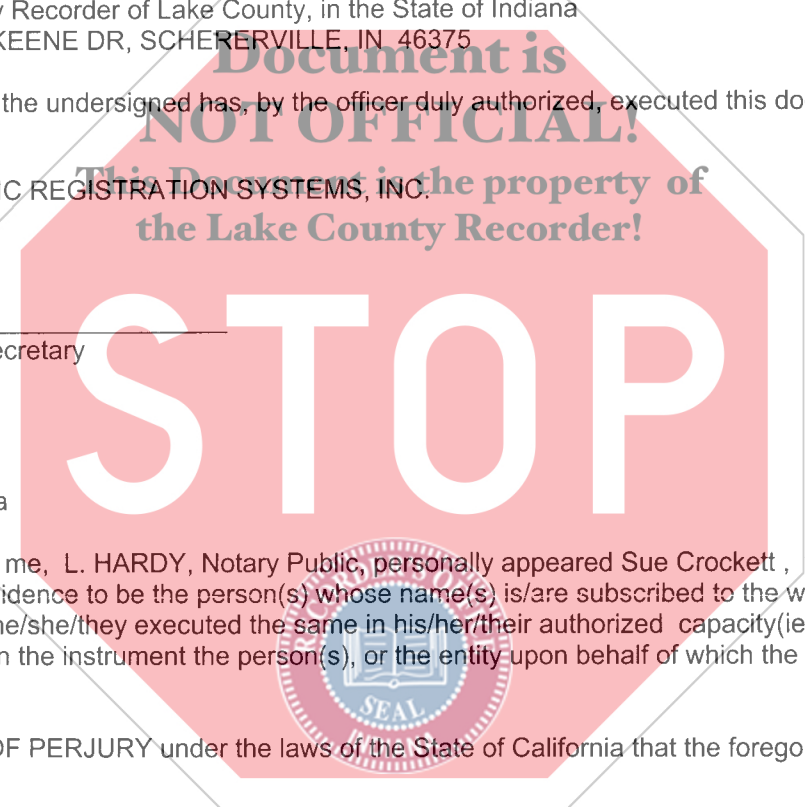 y Recorder of Lake County, in the State of Indiana
KEENE DR, SCHERERVILLE, IN 46375
Document is
the undersigned has, by the officer duly authorized, executed this do
NOT OFFICIAL!
This Document is the property of
IC REGISTRATION SYSTEMS, INC.
the Lake County Recorder!
ecretary
STOP
a
me, L. HARDY, Notary Public, personally appeared Sue Crockett ,
idence to be the person(s) whose name(s) is/are subscribed to the w
he/she/they executed the same in his/her/their authorized capacity(ie
n the instrument the person(s), or the entity upon behalf of which the
SEAL
OF PERJURY under the laws of the State of California that the forego